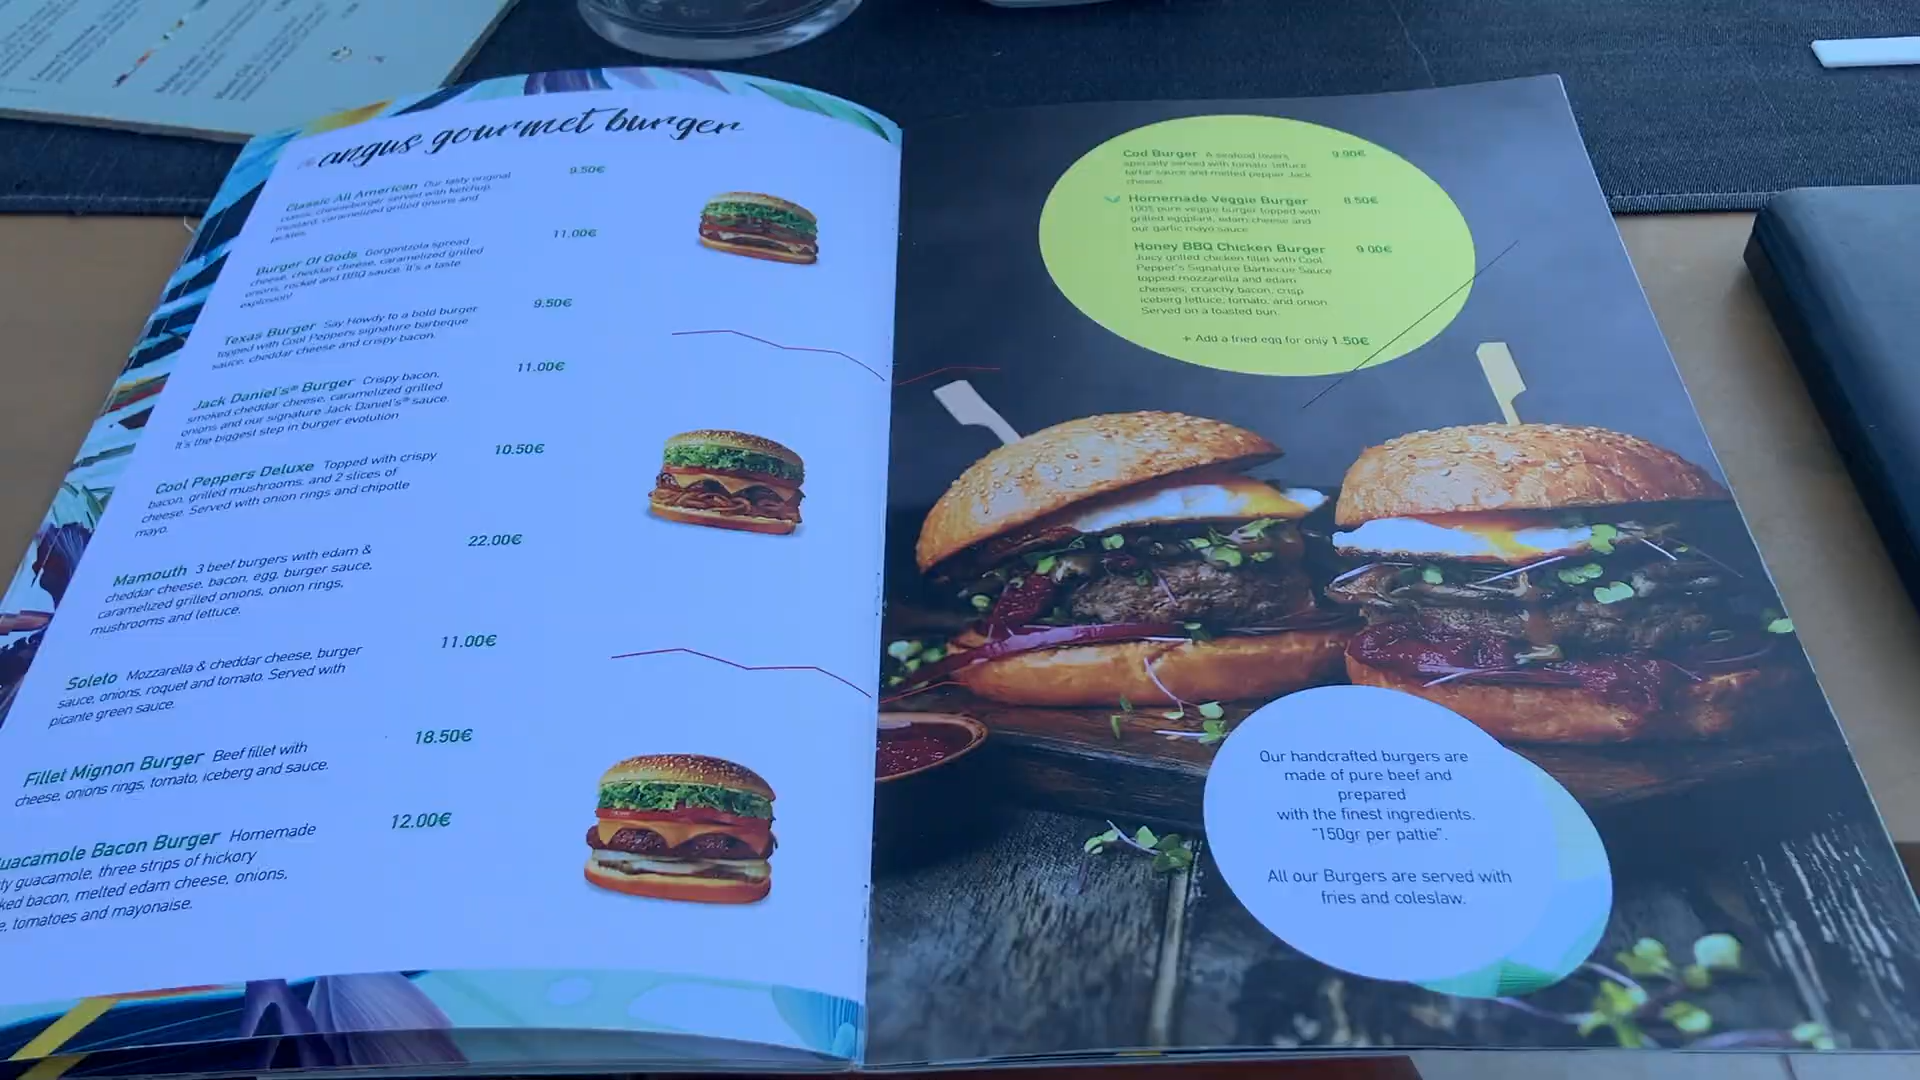 angus gourmet burger
Classic All American Our tasty original 9.50€
classic cheeseburger served with ketchup,
mustard, caramelized grilled onions and
pickles.
Burger Of Gods Gorgontzola spread 11.00€
cheese, cheddar cheese, caramelized grilled
onions, rocket and BBQ sauce. It's a taste
explosion!
Texas Burger Say Howdy to a bold burger 9.50€
topped with Cool Peppers signature barbeque
sauce, cheddar cheese and crispy bacon.
Jack Daniel's® Burger Crispy bacon, 11.00€
smoked cheddar cheese, caramelized grilled
onions and our signature Jack Daniel's® sauce.
It's the biggest step in burger evolution
Cool Peppers Deluxe Topped with crispy 10.50€
bacon, grilled mushrooms, and 2 slices of
cheese. Served with onion rings and chipotle
mayo.
Mamouth 3 beef burgers with edam & 22.00€
cheddar cheese, bacon, egg, burger sauce,
caramelized grilled onions, onion rings,
mushrooms and lettuce.
Soleto Mozzarella & cheddar cheese, burger 11.00€
sauce, onions, roquet and tomato. Served with
picante green sauce.
Fillet Mignon Burger Beef fillet with 18.50€
cheese, onions rings, tomato, iceberg and sauce.
uacamole Bacon Burger Homemade 12.00€
ty guacamole, three strips of hickory
ked bacon, melted edam cheese, onions,
e, tomatoes and mayonaise.
Cod Burger A seafood lovers 9.90€
specialty served with tomato, lettuce
tartar sauce and melted pepper Jack
cheese.
Homemade Veggie Burger 8.50€
100% pure veggie burger topped with
grilled eggplant, edam cheese and
our garlic mayo sauce.
Honey BBQ Chicken Burger 9.00€
Juicy grilled chicken fillet with Cool
Pepper's Signature Barbecue Sauce
topped mozzarella and edam
cheeses, crunchy bacon, crisp
iceberg lettuce, tomato, and onion.
Served on a toasted bun.
+ Add a fried egg for only 1.50€
Our handcrafted burgers are
made of pure beef and
prepared
with the finest ingredients.
"150gr per pattie".
All our Burgers are served with
fries and coleslaw.